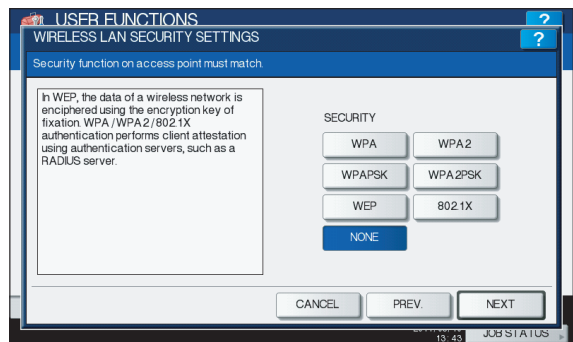 USER FUNCTIONS ?
WIRELESS LAN SECURITY SETTINGS ?
Security function on access point must match.
In WEP, the data of a wireless network is
enciphered using the encryption key of
fixation. WPA/WPA2/802.1X
authentication performs client attestation
using authentication servers, such as a
RADIUS server.
SECURITY
WPA WPA2
WPAPSK WPA2PSK
WEP 802.1X
NONE
CANCEL PREV. NEXT
13:43 JOB STATUS